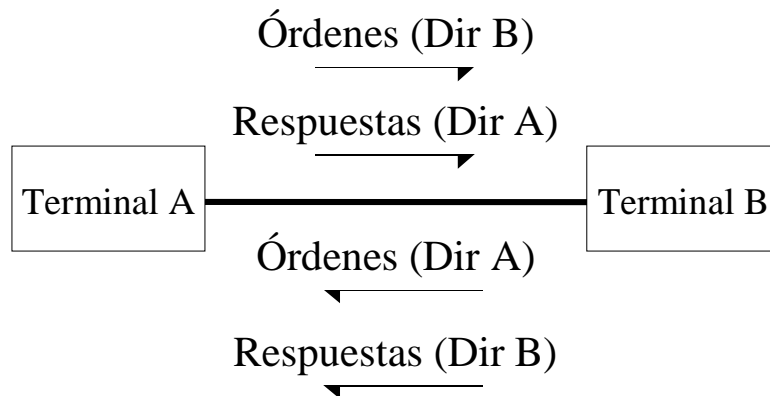 Órdenes (Dir B)
Respuestas (Dir A)
Terminal A
Terminal B
Órdenes (Dir A)
Respuestas (Dir B)